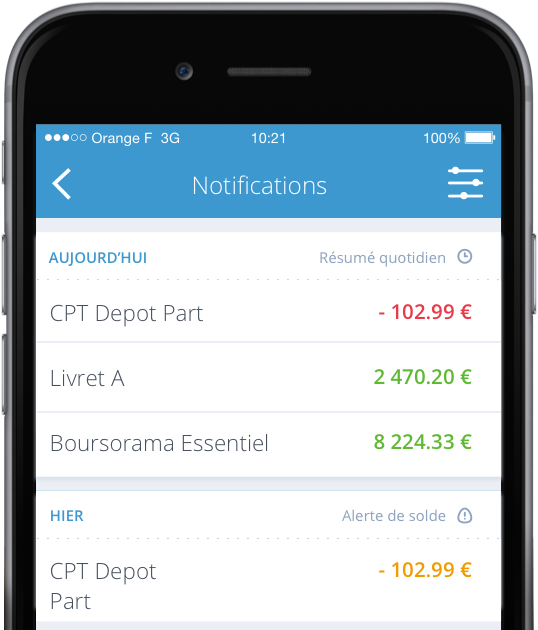 Orange F 3G 10:21 100%
Notifications
AUJOURD'HUI Résumé quotidien
CPT Depot Part - 102.99 €
Livret A 2 470.20 €
Boursorama Essentiel 8 224.33 €
HIER Alerte de solde
CPT Depot - 102.99 €
Part